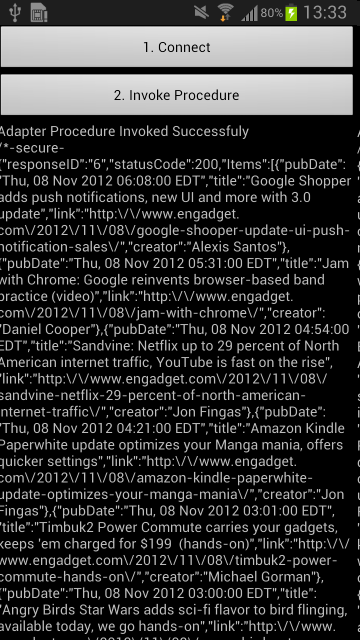 80% 13:33
1. Connect
2. Invoke Procedure
Adapter Procedure Invoked Successfuly
/*-secure-
{"responseID":"6","statusCode":200,"Items":[{"pubDate":
"Thu, 08 Nov 2012 06:08:00 EDT","title":"Google Shopper
adds push notifications, new UI and more with 3.0
update","link":"http:\/\/www.engadget.
com\/2012\/11\/08\/google-shooper-update-ui-push-
notification-sales\/","creator":"Alexis Santos"},
{"pubDate":"Thu, 08 Nov 2012 05:31:00 EDT","title":"Jam
with Chrome: Google reinvents browser-based band
practice (video)","link":"http:\/\/www.engadget.
com\/2012\/11\/08\/jam-with-chrome\/","creator":
"Daniel Cooper"},{"pubDate":"Thu, 08 Nov 2012 04:54:00
EDT","title":"Sandvine: Netflix up to 29 percent of North
American internet traffic, YouTube is fast on the rise",
"link":"http:\/\/www.engadget.com\/2012\/11\/08\/
sandvine-netflix-29-percent-of-north-american-
internet-traffic\/","creator":"Jon Fingas"},{"pubDate":
"Thu, 08 Nov 2012 04:21:00 EDT","title":"Amazon Kindle
Paperwhite update optimizes your Manga mania, offers
quicker settings","link":"http:\/\/www.engadget.
com\/2012\/11\/08\/amazon-kindle-paperwhite-
update-optimizes-your-manga-mania\/","creator":"Jon
Fingas"},{"pubDate":"Thu, 08 Nov 2012 03:01:00 EDT",
"title":"Timbuk2 Power Commute carries your gadgets,
keeps 'em charged for $199 (hands-on)","link":"http:\/\/
www.engadget.com\/2012\/11\/08\/timbuk2-power-
commute-hands-on\/","creator":"Michael Gorman"},
{"pubDate":"Thu, 08 Nov 2012 03:00:00 EDT","title":
"Angry Birds Star Wars adds sci-fi flavor to bird flinging,
available today, we go hands-on","link":"http:\/\/www.